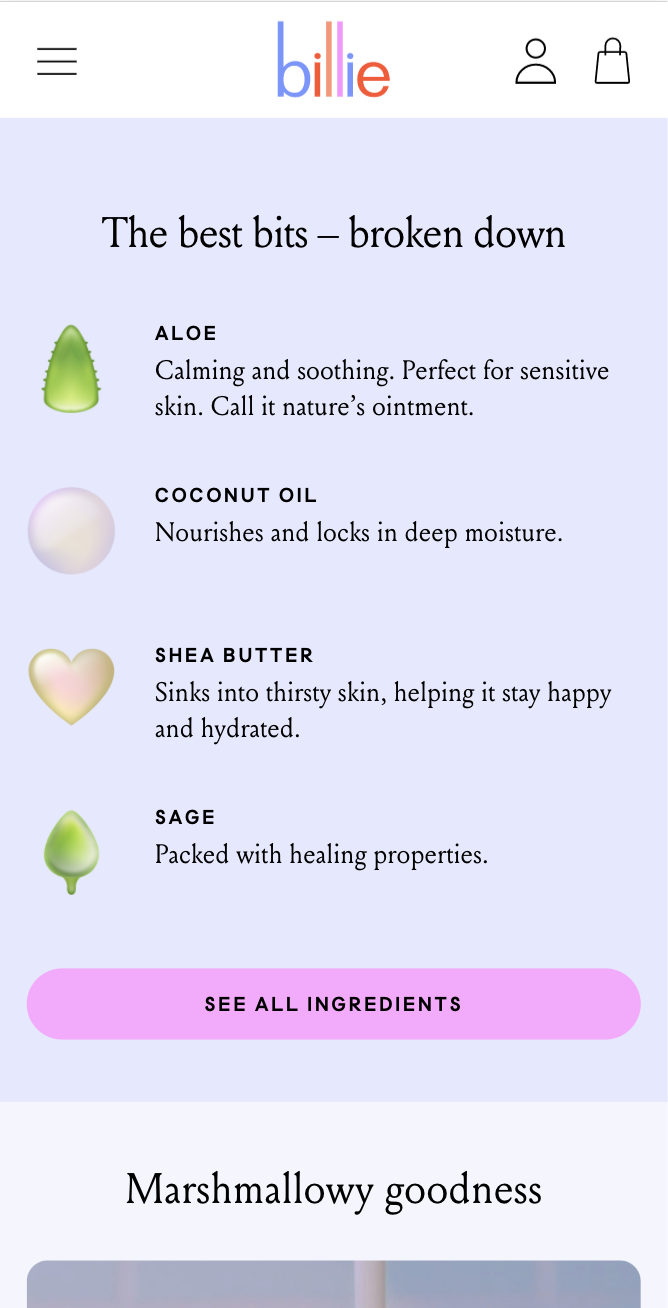 billie
The best bits – broken down
ALOE
Calming and soothing. Perfect for sensitive
skin. Call it nature’s ointment.
COCONUT OIL
Nourishes and locks in deep moisture.
SHEA BUTTER
Sinks into thirsty skin, helping it stay happy
and hydrated.
SAGE
Packed with healing properties.
SEE ALL INGREDIENTS
Marshmallowy goodness